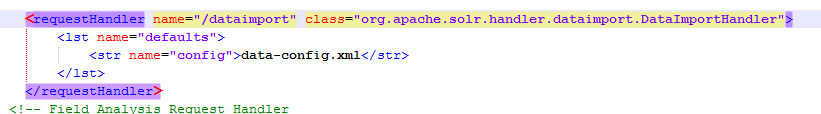 <requestHandler name="/dataimport" class="org.apache.solr.handler.dataimport.DataImportHandler">
<lst name="defaults">
<str name="config">data-config.xml</str>
</lst>
</requestHandler>
<!-- Field Analysis Request Handler